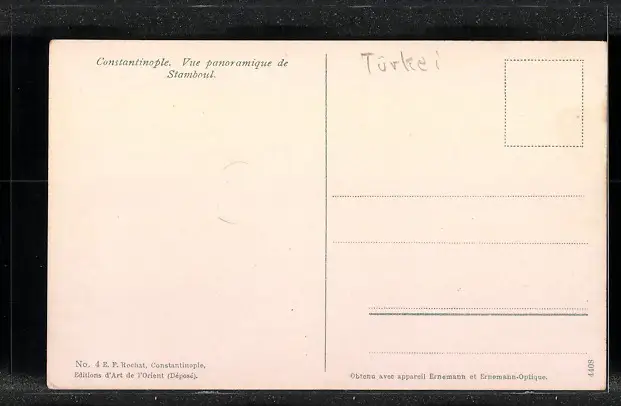 Constantinople. Vue panoramique de
Stamboul.
Türkei
No. 4 E. F. Rochat, Constantinople,
Editions d'Art de l'Orient (Déposé).
Obtenu avec appareil Ernemann et Ernemann-Optique.
4408